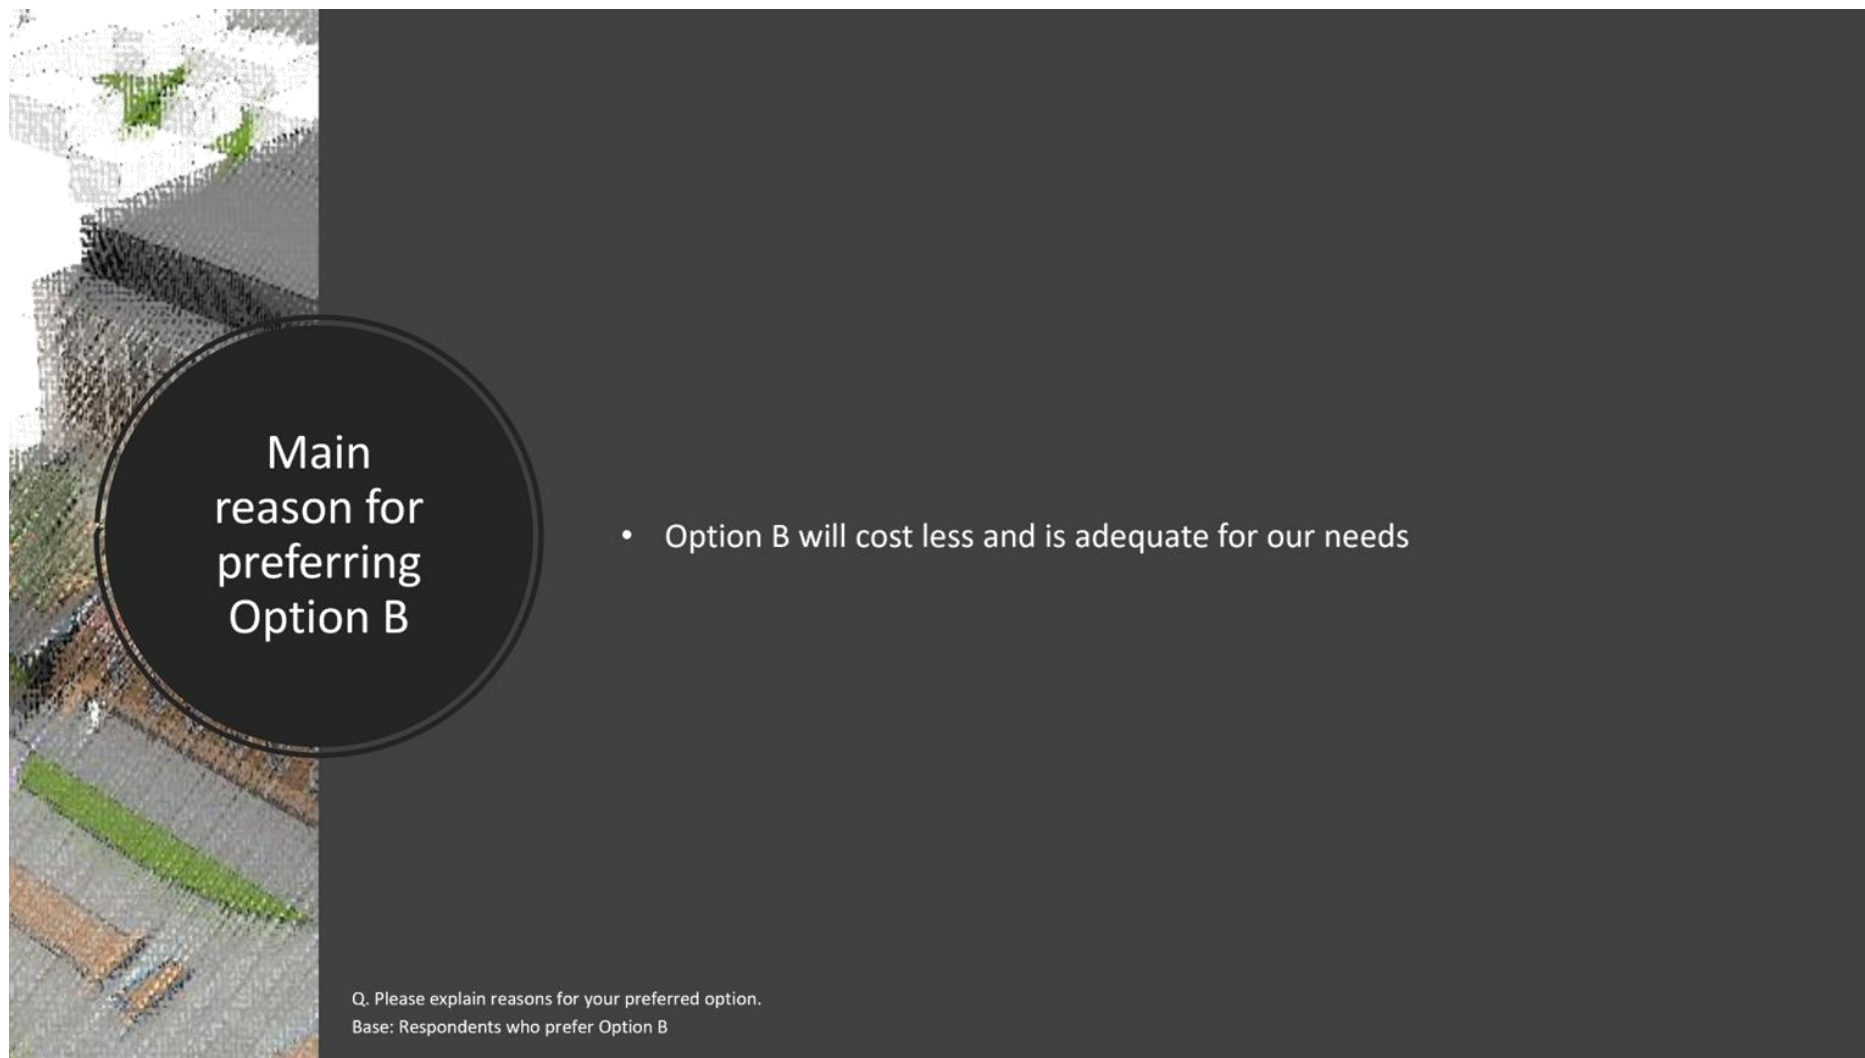 Main
reason for
preferring
Option B
• Option B will cost less and is adequate for our needs
Q. Please explain reasons for your preferred option.
Base: Respondents who prefer Option B